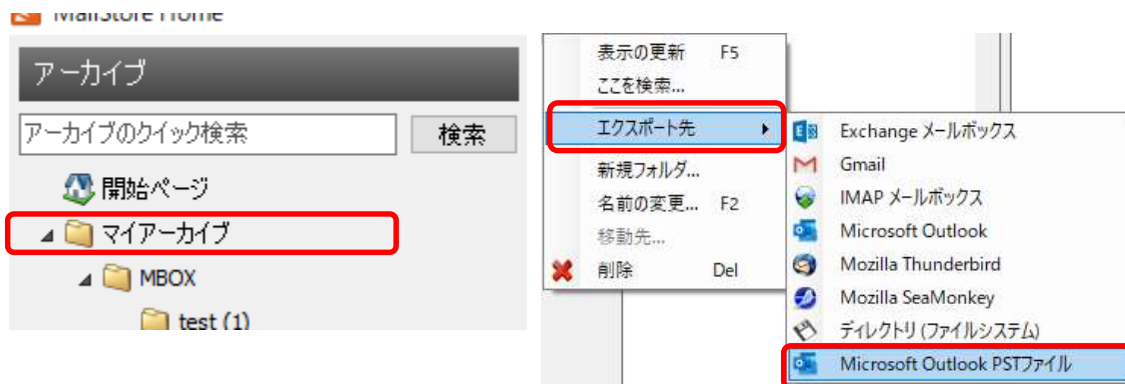 MailStore Home
アーカイブ
アーカイブのクイック検索
検索
開始ページ
マイアーカイブ
MBOX
test (1)
表示の更新 F5
ここを検索...
エクスポート先
新規フォルダ...
名前の変更... F2
移動先...
削除 Del
Exchange メールボックス
Gmail
IMAP メールボックス
Microsoft Outlook
Mozilla Thunderbird
Mozilla SeaMonkey
ディレクトリ (ファイルシステム)
Microsoft Outlook PSTファイル